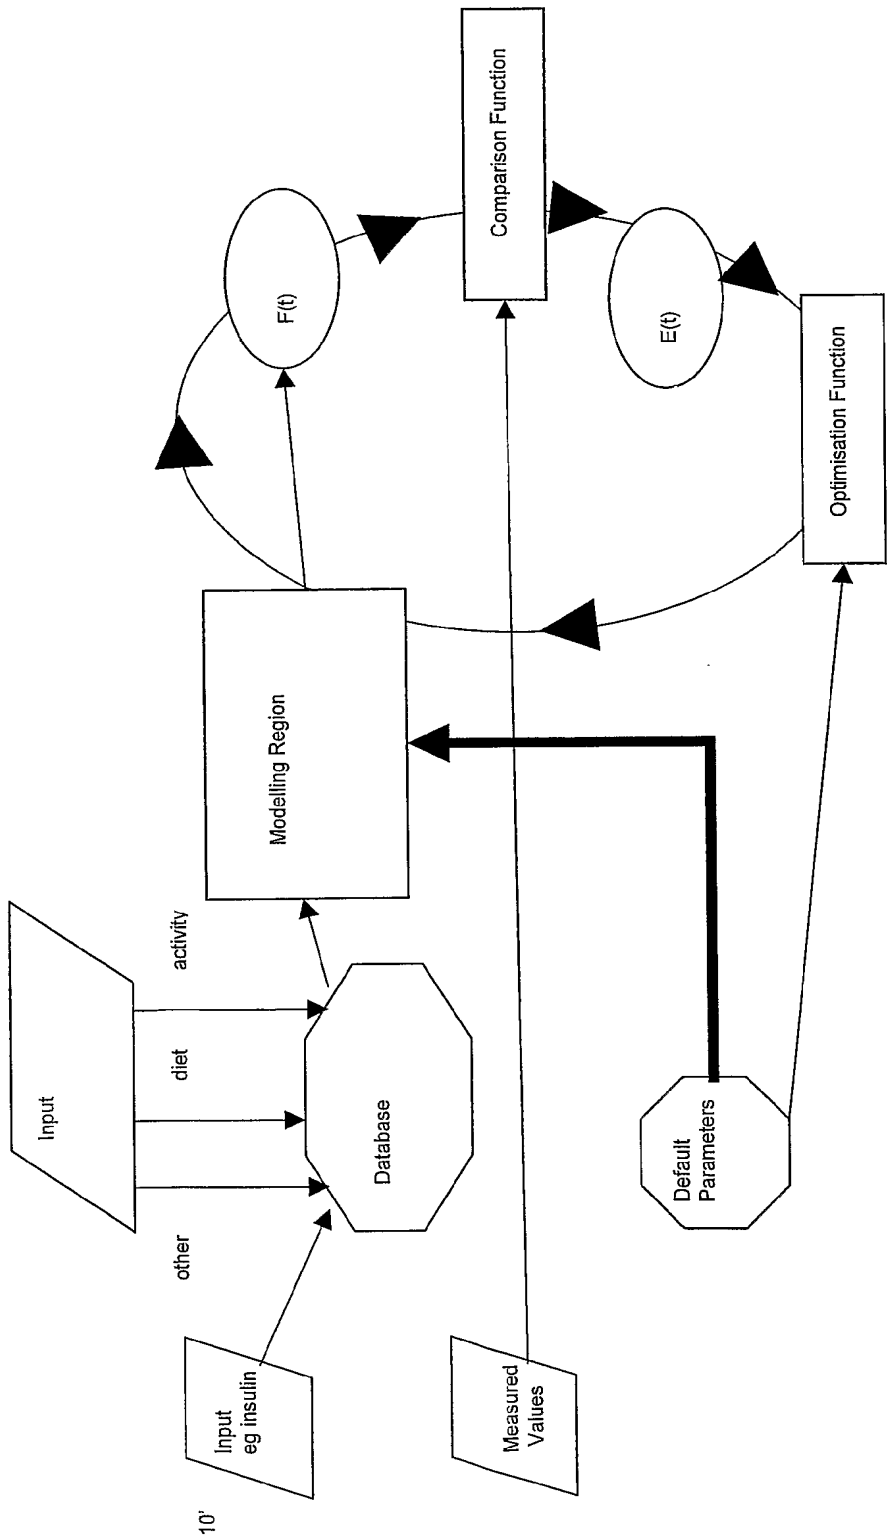 10'
Input
eg insulin
Input
other
diet
activity
Database
Modelling Region
F(t)
Comparison Function
Measured
Values
E(t)
Default
Parameters
Optimisation Function